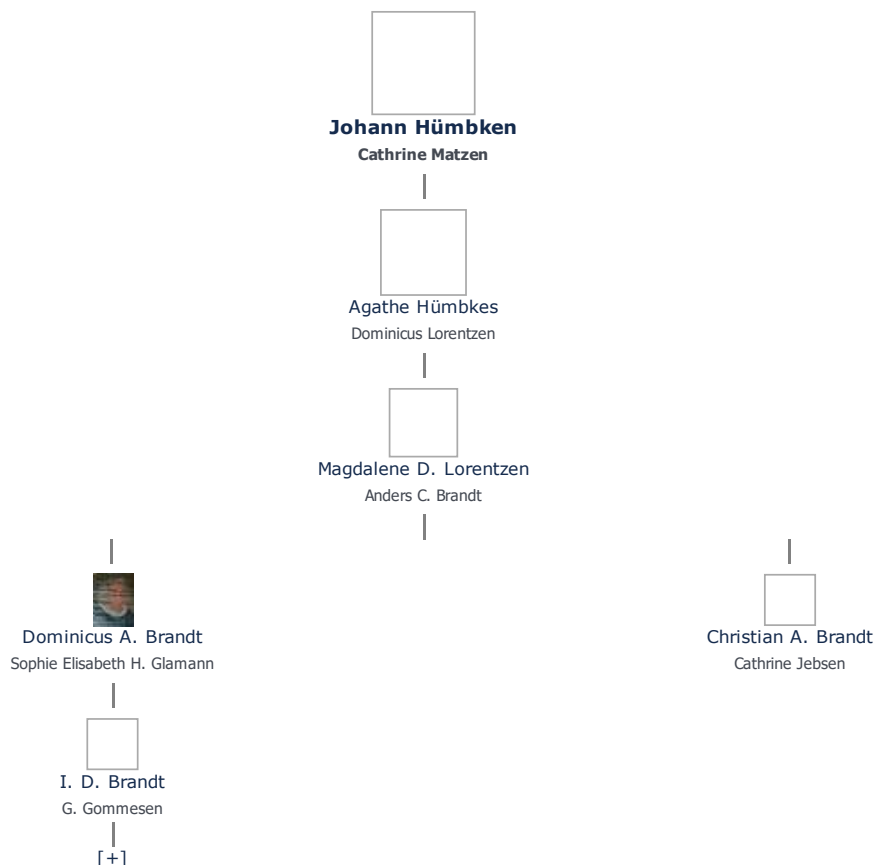 Johann Hümbken
Cathrine Matzen
Agathe Hümbkes
Dominicus Lorentzen
Magdalene D. Lorentzen
Anders C. Brandt
Dominicus A. Brandt
Sophie Elisabeth H. Glamann
Christian A. Brandt
Cathrine Jebsen
I. D. Brandt
G. Gommesen
[+]